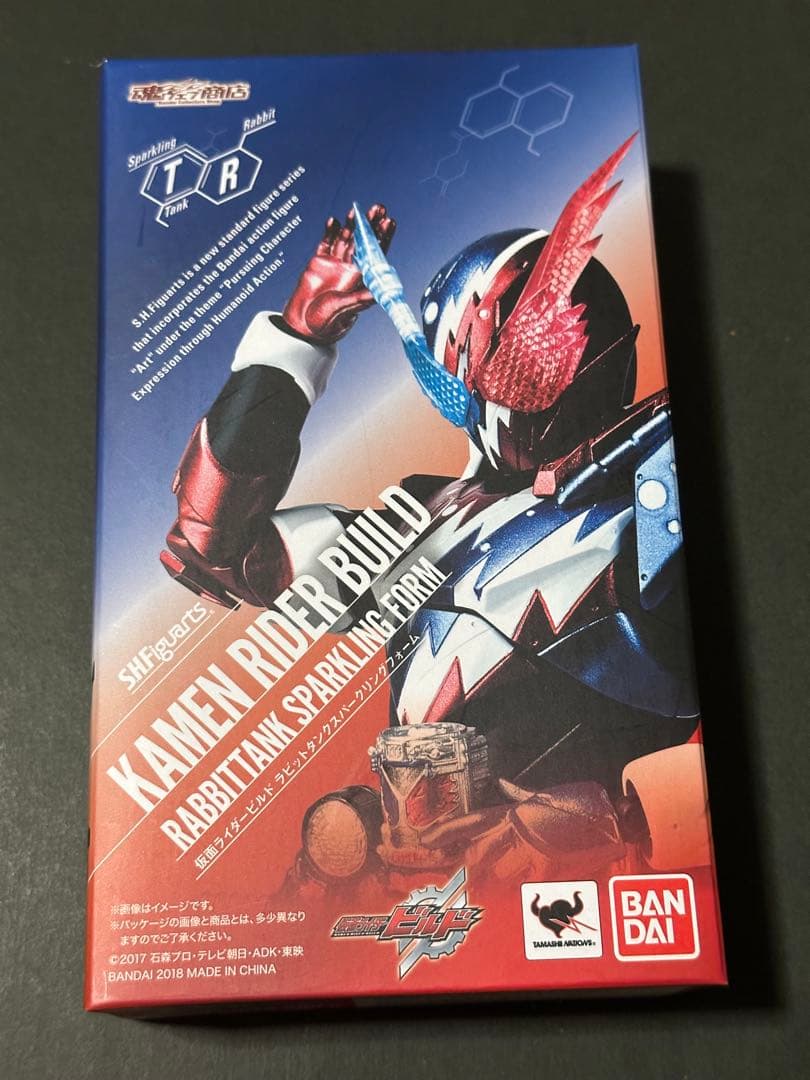 魂ウェブ商店
Bandai Collectors Shop
Sparkling
Rabbit
T R
Tank
S.H.Figuarts is a new standard figure series
that incorporates the Bandai action figure
"Art" under the theme "Pursuing Character
Expression through Humanoid Action."
S.H.Figuarts
KAMEN RIDER BUILD
RABBITTANK SPARKLING FORM
仮面ライダービルド ラビットタンクスパークリングフォーム
※画像はイメージです。
※パッケージの画像と商品とは、多少異なり
ますのでご了承ください。
©2017 石森プロ・テレビ朝日・ADK・東映
BANDAI 2018 MADE IN CHINA
仮面ライダー
ビルド
TAMASHII NATIONS
BAN
DAI